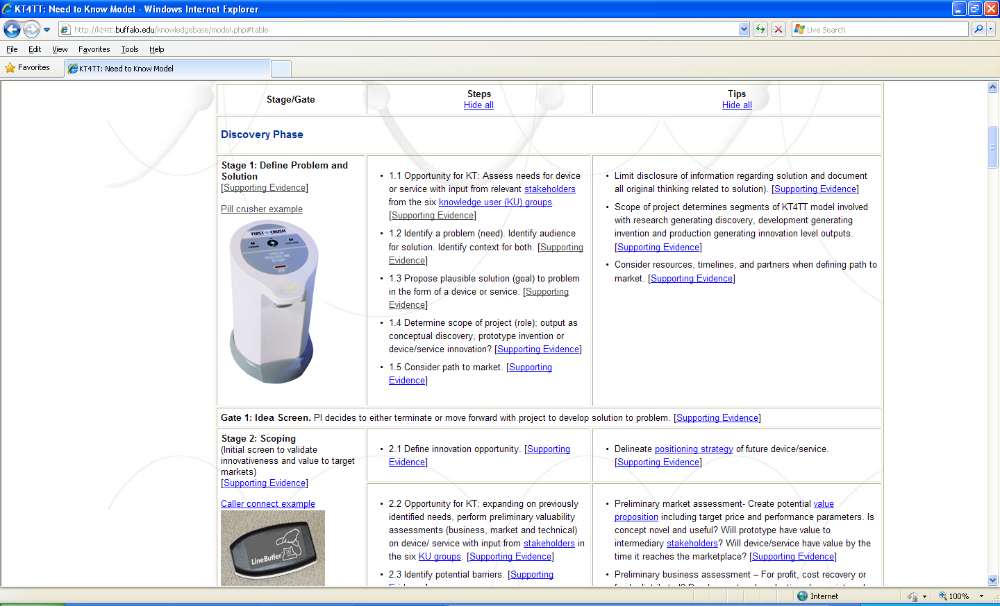 KT4TT: Need to Know Model - Windows Internet Explorer
http://kt4tt.buffalo.edu/knowledgebase/model.php#table
Live Search
File Edit View Favorites Tools Help
Favorites
KT4TT: Need to Know Model
Stage/Gate
Steps
Hide all
Tips
Hide all
Discovery Phase
Stage 1: Define Problem and
Solution
[Supporting Evidence]
Pill crusher example
FIRST CRUSH
• 1.1 Opportunity for KT: Assess needs for device
or service with input from relevant stakeholders
from the six knowledge user (KU) groups.
[Supporting Evidence]
• 1.2 Identify a problem (need). Identify audience
for solution. Identify context for both. [Supporting
Evidence]
• 1.3 Propose plausible solution (goal) to problem
in the form of a device or service. [Supporting
Evidence]
• 1.4 Determine scope of project (role); output as
conceptual discovery, prototype invention or
device/service innovation? [Supporting Evidence]
• 1.5 Consider path to market. [Supporting
Evidence]
• Limit disclosure of information regarding solution and document
all original thinking related to solution). [Supporting Evidence]
• Scope of project determines segments of KT4TT model involved
with research generating discovery, development generating
invention and production generating innovation level outputs.
[Supporting Evidence]
• Consider resources, timelines, and partners when defining path to
market. [Supporting Evidence]
Gate 1: Idea Screen. PI decides to either terminate or move forward with project to develop solution to problem. [Supporting Evidence]
Stage 2: Scoping
(Initial screen to validate
innovativeness and value to target
markets)
[Supporting Evidence]
Caller connect example
LineButler
• 2.1 Define innovation opportunity. [Supporting
Evidence]
• Delineate positioning strategy of future device/service.
[Supporting Evidence]
• 2.2 Opportunity for KT: expanding on previously
identified needs, perform preliminary valuability
assessments (business, market and technical)
on device/ service with input from stakeholders in
the six KU groups. [Supporting Evidence]
• 2.3 Identify potential barriers. [Supporting
• Preliminary market assessment- Create potential value
proposition including target price and performance parameters. Is
concept novel and useful? Will prototype have value to
intermediary stakeholders? Will device/service have value by the
time it reaches the marketplace? [Supporting Evidence]
• Preliminary business assessment – For profit, cost recovery or
Internet
100%